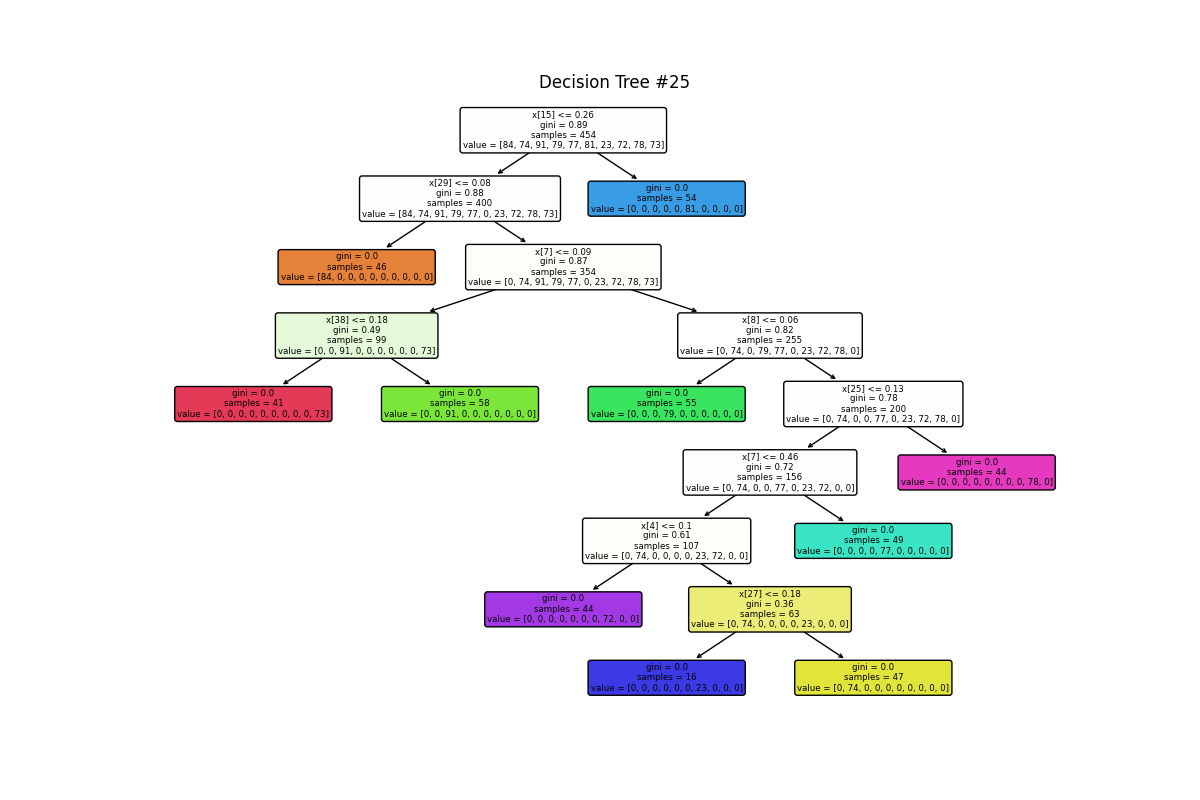 Decision Tree #25
x[15] <= 0.26
gini = 0.89
samples = 454
value = [84, 74, 91, 79, 77, 81, 23, 72, 78, 73]
x[29] <= 0.08
gini = 0.88
samples = 400
value = [84, 74, 91, 79, 77, 0, 23, 72, 78, 73]
gini = 0.0
samples = 54
value = [0, 0, 0, 0, 0, 81, 0, 0, 0, 0]
gini = 0.0
samples = 46
value = [84, 0, 0, 0, 0, 0, 0, 0, 0, 0]
x[7] <= 0.09
gini = 0.87
samples = 354
value = [0, 74, 91, 79, 77, 0, 23, 72, 78, 73]
x[38] <= 0.18
gini = 0.49
samples = 99
value = [0, 0, 91, 0, 0, 0, 0, 0, 0, 73]
x[8] <= 0.06
gini = 0.82
samples = 255
value = [0, 74, 0, 79, 77, 0, 23, 72, 78, 0]
gini = 0.0
samples = 41
value = [0, 0, 0, 0, 0, 0, 0, 0, 0, 73]
gini = 0.0
samples = 58
value = [0, 0, 91, 0, 0, 0, 0, 0, 0, 0]
gini = 0.0
samples = 55
value = [0, 0, 0, 79, 0, 0, 0, 0, 0, 0]
x[25] <= 0.13
gini = 0.78
samples = 200
value = [0, 74, 0, 0, 77, 0, 23, 72, 78, 0]
x[7] <= 0.46
gini = 0.72
samples = 156
value = [0, 74, 0, 0, 77, 0, 23, 72, 0, 0]
gini = 0.0
samples = 44
value = [0, 0, 0, 0, 0, 0, 0, 0, 78, 0]
x[4] <= 0.1
gini = 0.61
samples = 107
value = [0, 74, 0, 0, 0, 0, 23, 72, 0, 0]
gini = 0.0
samples = 49
value = [0, 0, 0, 0, 77, 0, 0, 0, 0, 0]
gini = 0.0
samples = 44
value = [0, 0, 0, 0, 0, 0, 0, 72, 0, 0]
x[27] <= 0.18
gini = 0.36
samples = 63
value = [0, 74, 0, 0, 0, 0, 23, 0, 0, 0]
gini = 0.0
samples = 16
value = [0, 0, 0, 0, 0, 0, 23, 0, 0, 0]
gini = 0.0
samples = 47
value = [0, 74, 0, 0, 0, 0, 0, 0, 0, 0]